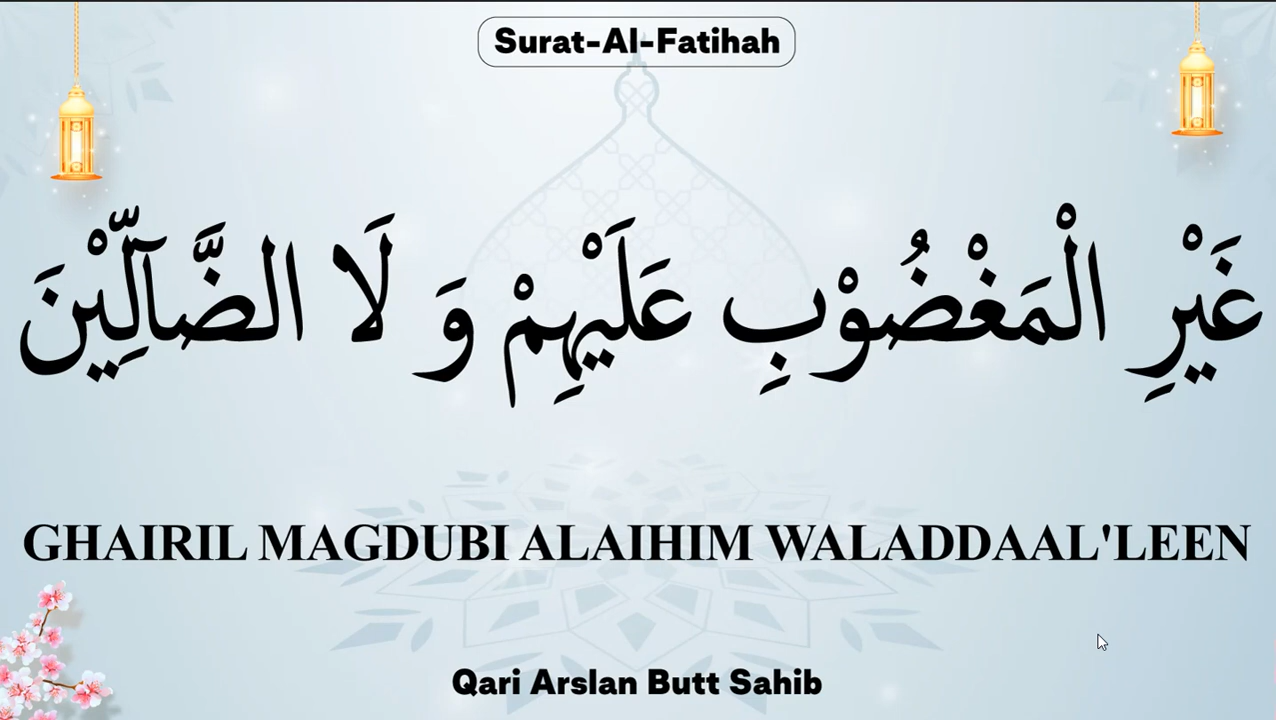 Surat-Al-Fatihah
غَيْرِ الْمَغْضُوْبِ عَلَيْهِمْ وَ لَا الضَّآلِّيْنَ
GHAIRIL MAGDUBI ALAIHIM WALADDAAL'LEEN
Qari Arslan Butt Sahib